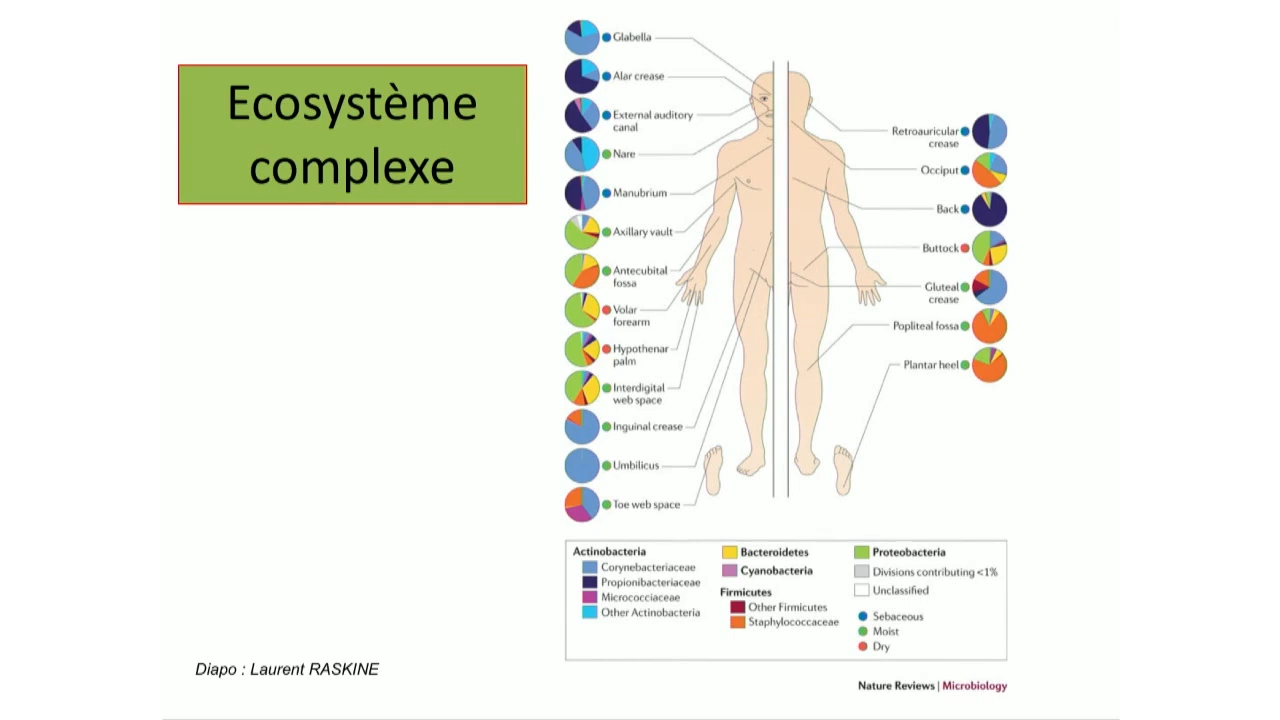 Ecosystème
complexe
Glabella
Alar crease
External auditory
canal
Nare
Manubrium
Axillary vault
Antecubital
fossa
Volar
forearm
Hypothenar
palm
Interdigital
web space
Inguinal crease
Umbilicus
Toe web space
Retroauricular
crease
Occiput
Back
Buttock
Gluteal
crease
Popliteal fossa
Plantar heel
Actinobacteria
Corynebacteriaceae
Propionibacteriaceae
Micrococciaceae
Other Actinobacteria
Bacteroidetes
Cyanobacteria
Firmicutes
Other Firmicutes
Staphylococcaceae
Proteobacteria
Divisions contributing <1%
Unclassified
Sebaceous
Moist
Dry
Diapo : Laurent RASKINE
Nature Reviews | Microbiology